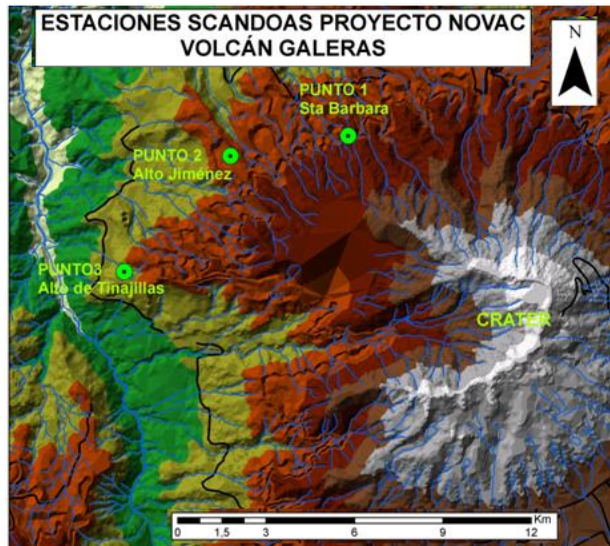 ESTACIONES SCANDOAS PROYECTO NOVAC
VOLCÁN GALERAS
N
PUNTO 1
Sta Barbara
PUNTO 2
Alto Jiménez
PUNTO3
Alto de Tinajillas
CRATER
Km
0 1,5 3 6 9 12